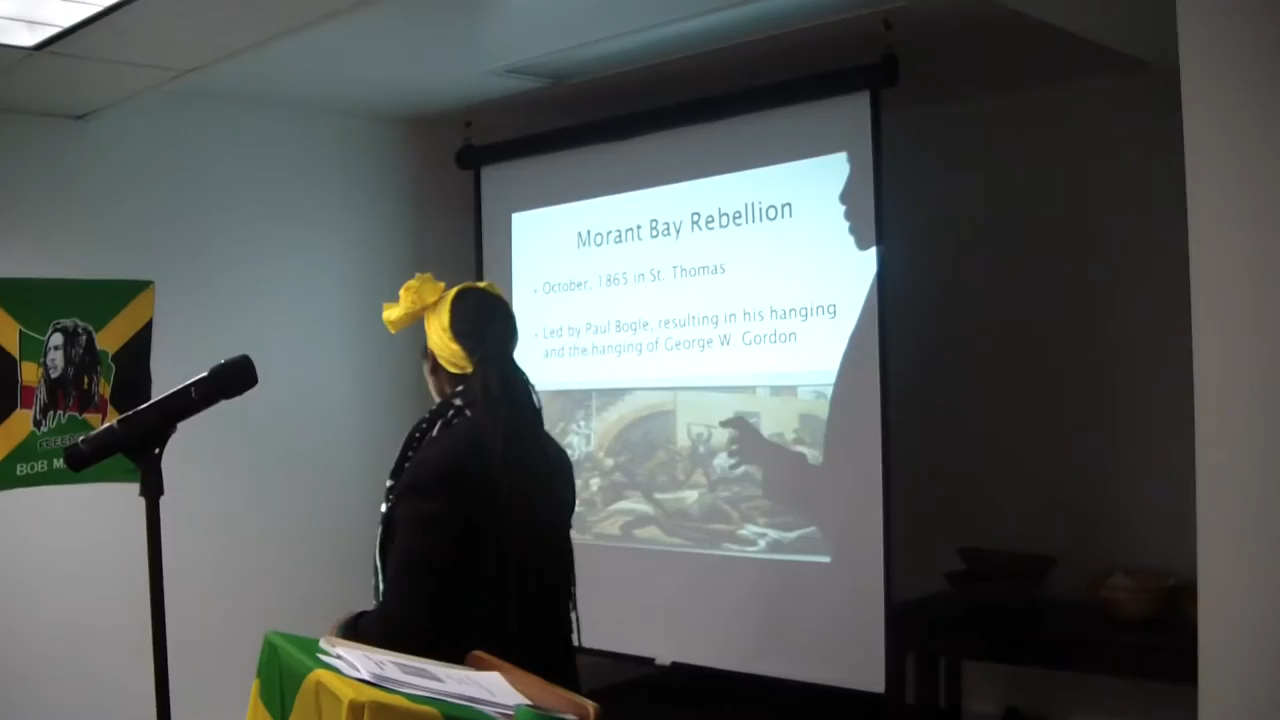 Morant Bay Rebellion
October, 1865 in St. Thomas
Led by Paul Bogle, resulting in his hanging
and the hanging of George W. Gordon
BOB